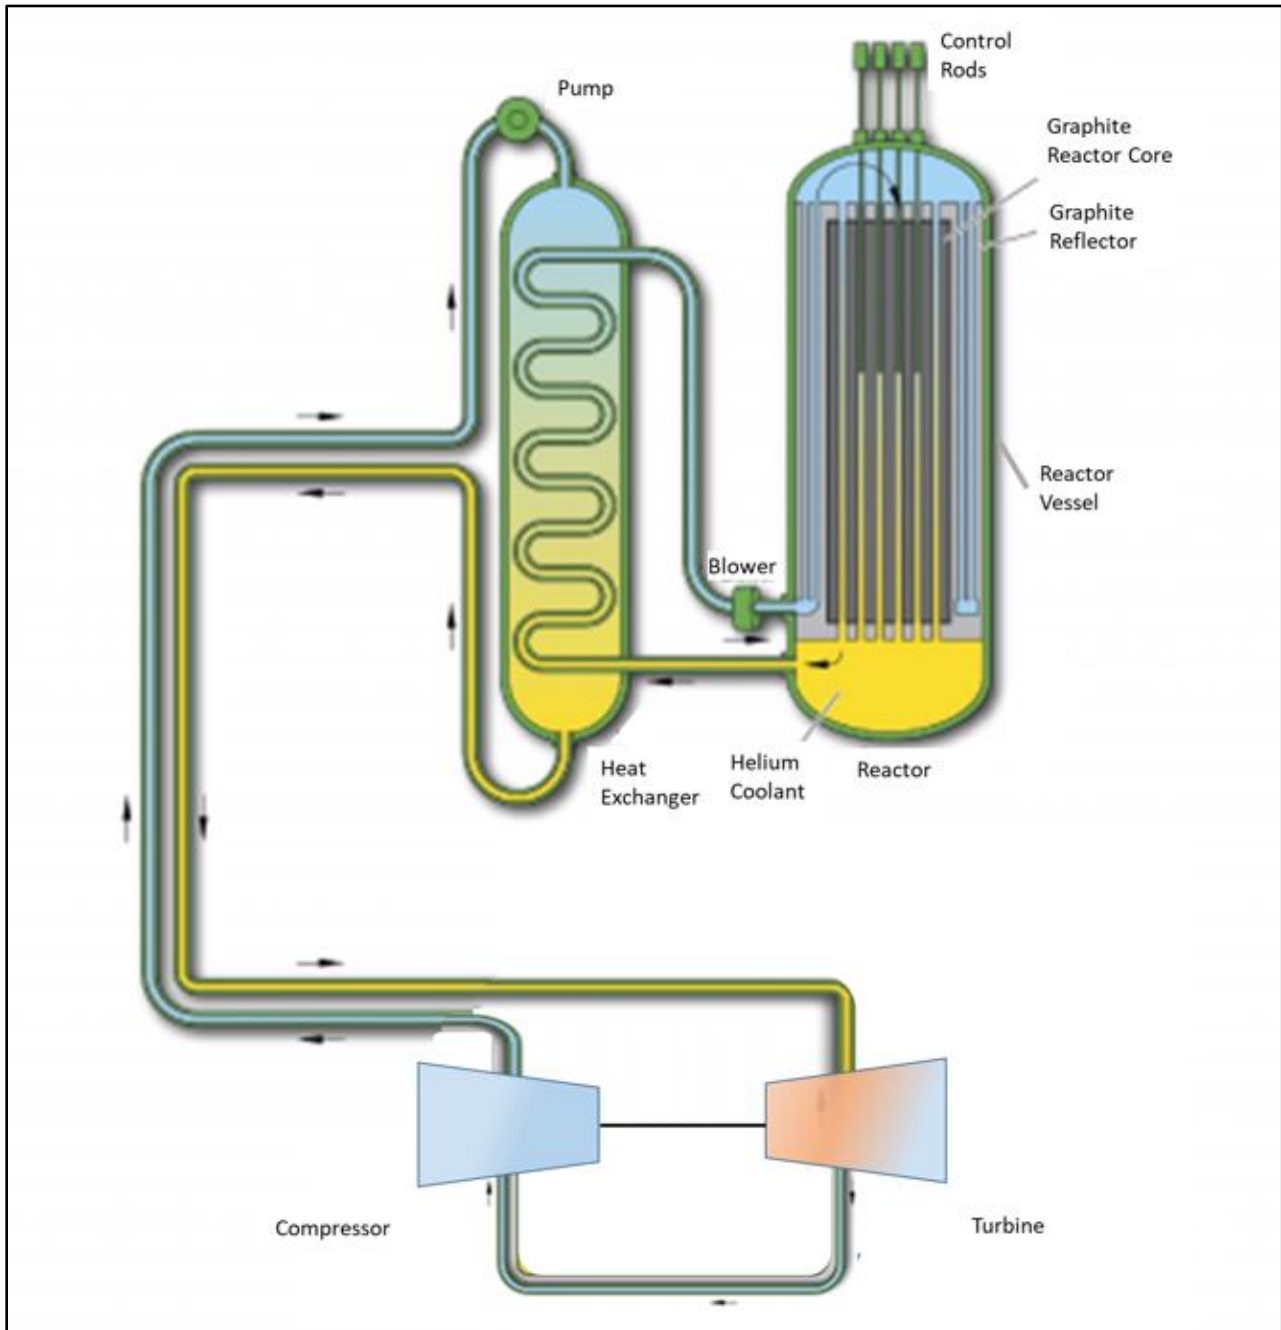 Control
Rods
Pump
Graphite
Reactor Core
Graphite
Reflector
Reactor
Vessel
Blower
Heat
Exchanger
Helium
Coolant
Reactor
Compressor
Turbine